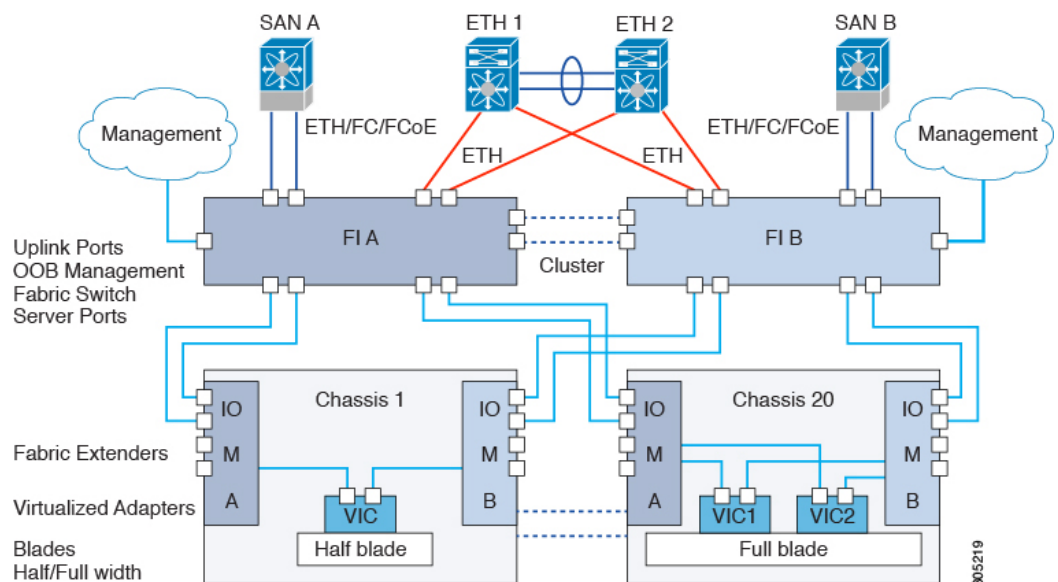 SAN A
ETH 1
ETH 2
SAN B
Management
ETH/FC/FCoE
ETH
ETH
ETH/FC/FCoE
Management
FI A
FI B
Cluster
Uplink Ports
OOB Management
Fabric Switch
Server Ports
Chassis 1
Chassis 20
IO
M
A
IO
M
B
IO
M
A
IO
M
B
Fabric Extenders
Virtualized Adapters
VIC
VIC1
VIC2
Blades
Half/Full width
Half blade
Full blade